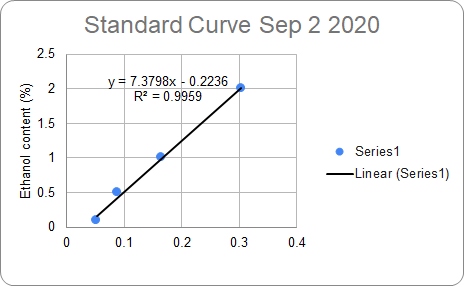 Standard Curve Sep 2 2020
2.5
y = 7.3798x - 0.2236
R² = 0.9959
2
1.5
1
0.5
0
Ethanol content (%)
0 0.1 0.2 0.3 0.4
Series1
Linear (Series1)